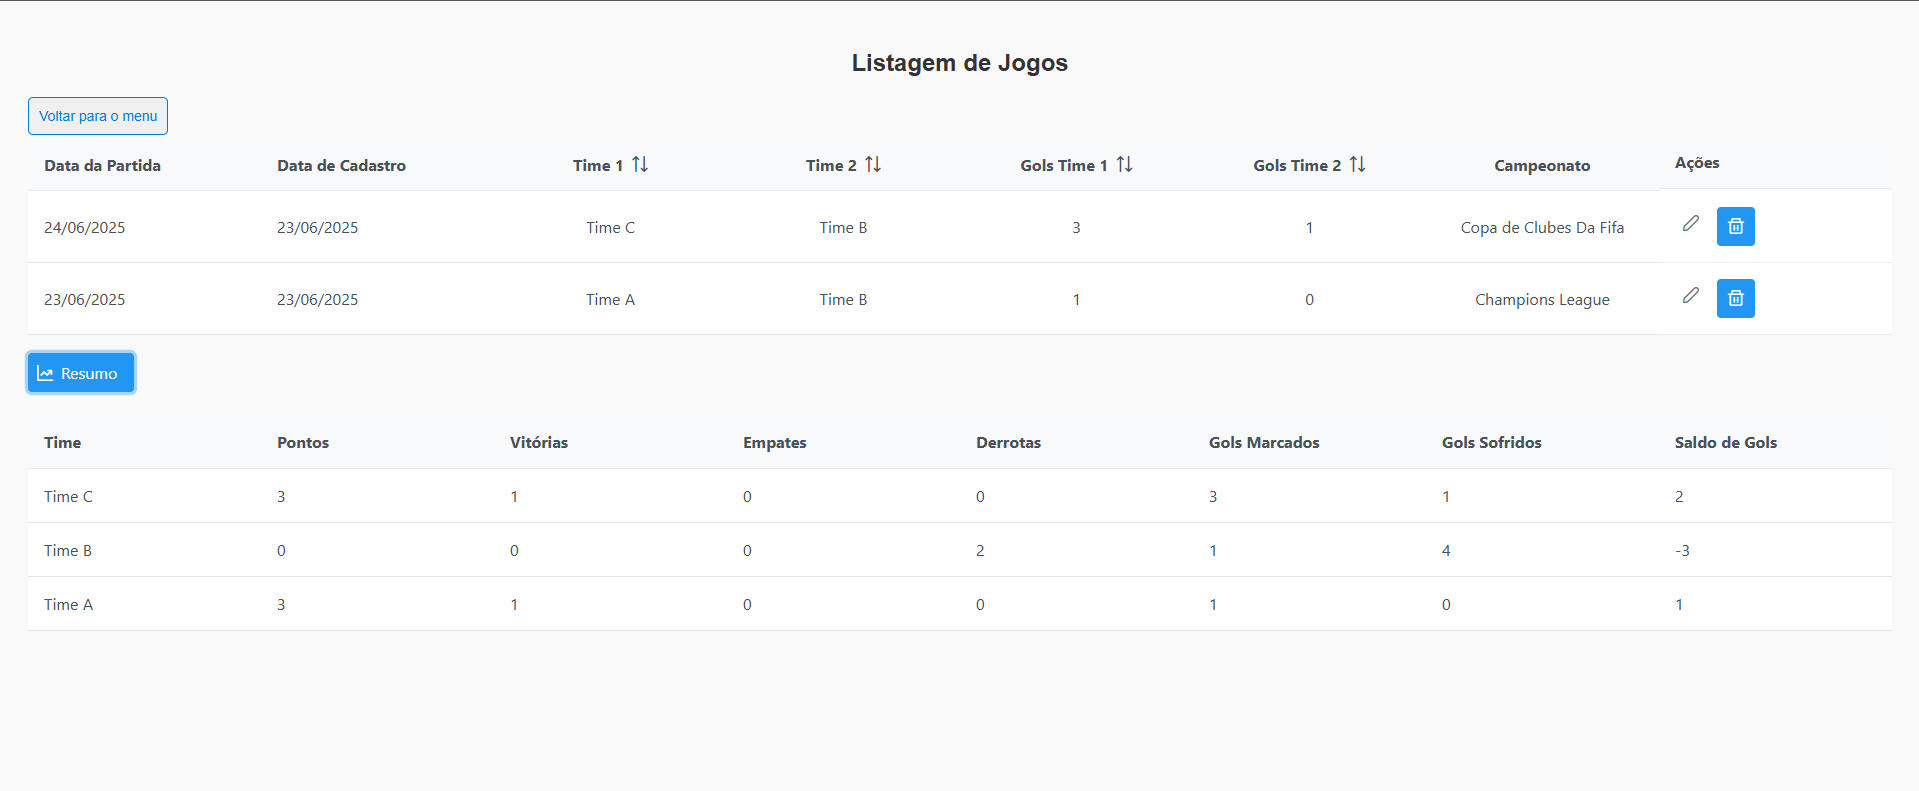 Listagem de Jogos
Voltar para o menu
Data da Partida Data de Cadastro Time 1 Time 2 Gols Time 1 Gols Time 2 Campeonato Ações
24/06/2025 23/06/2025 Time C Time B 3 1 Copa de Clubes Da Fifa
23/06/2025 23/06/2025 Time A Time B 1 0 Champions League
Resumo
Time Pontos Vitórias Empates Derrotas Gols Marcados Gols Sofridos Saldo de Gols
Time C 3 1 0 0 3 1 2
Time B 0 0 0 2 1 4 -3
Time A 3 1 0 0 1 0 1